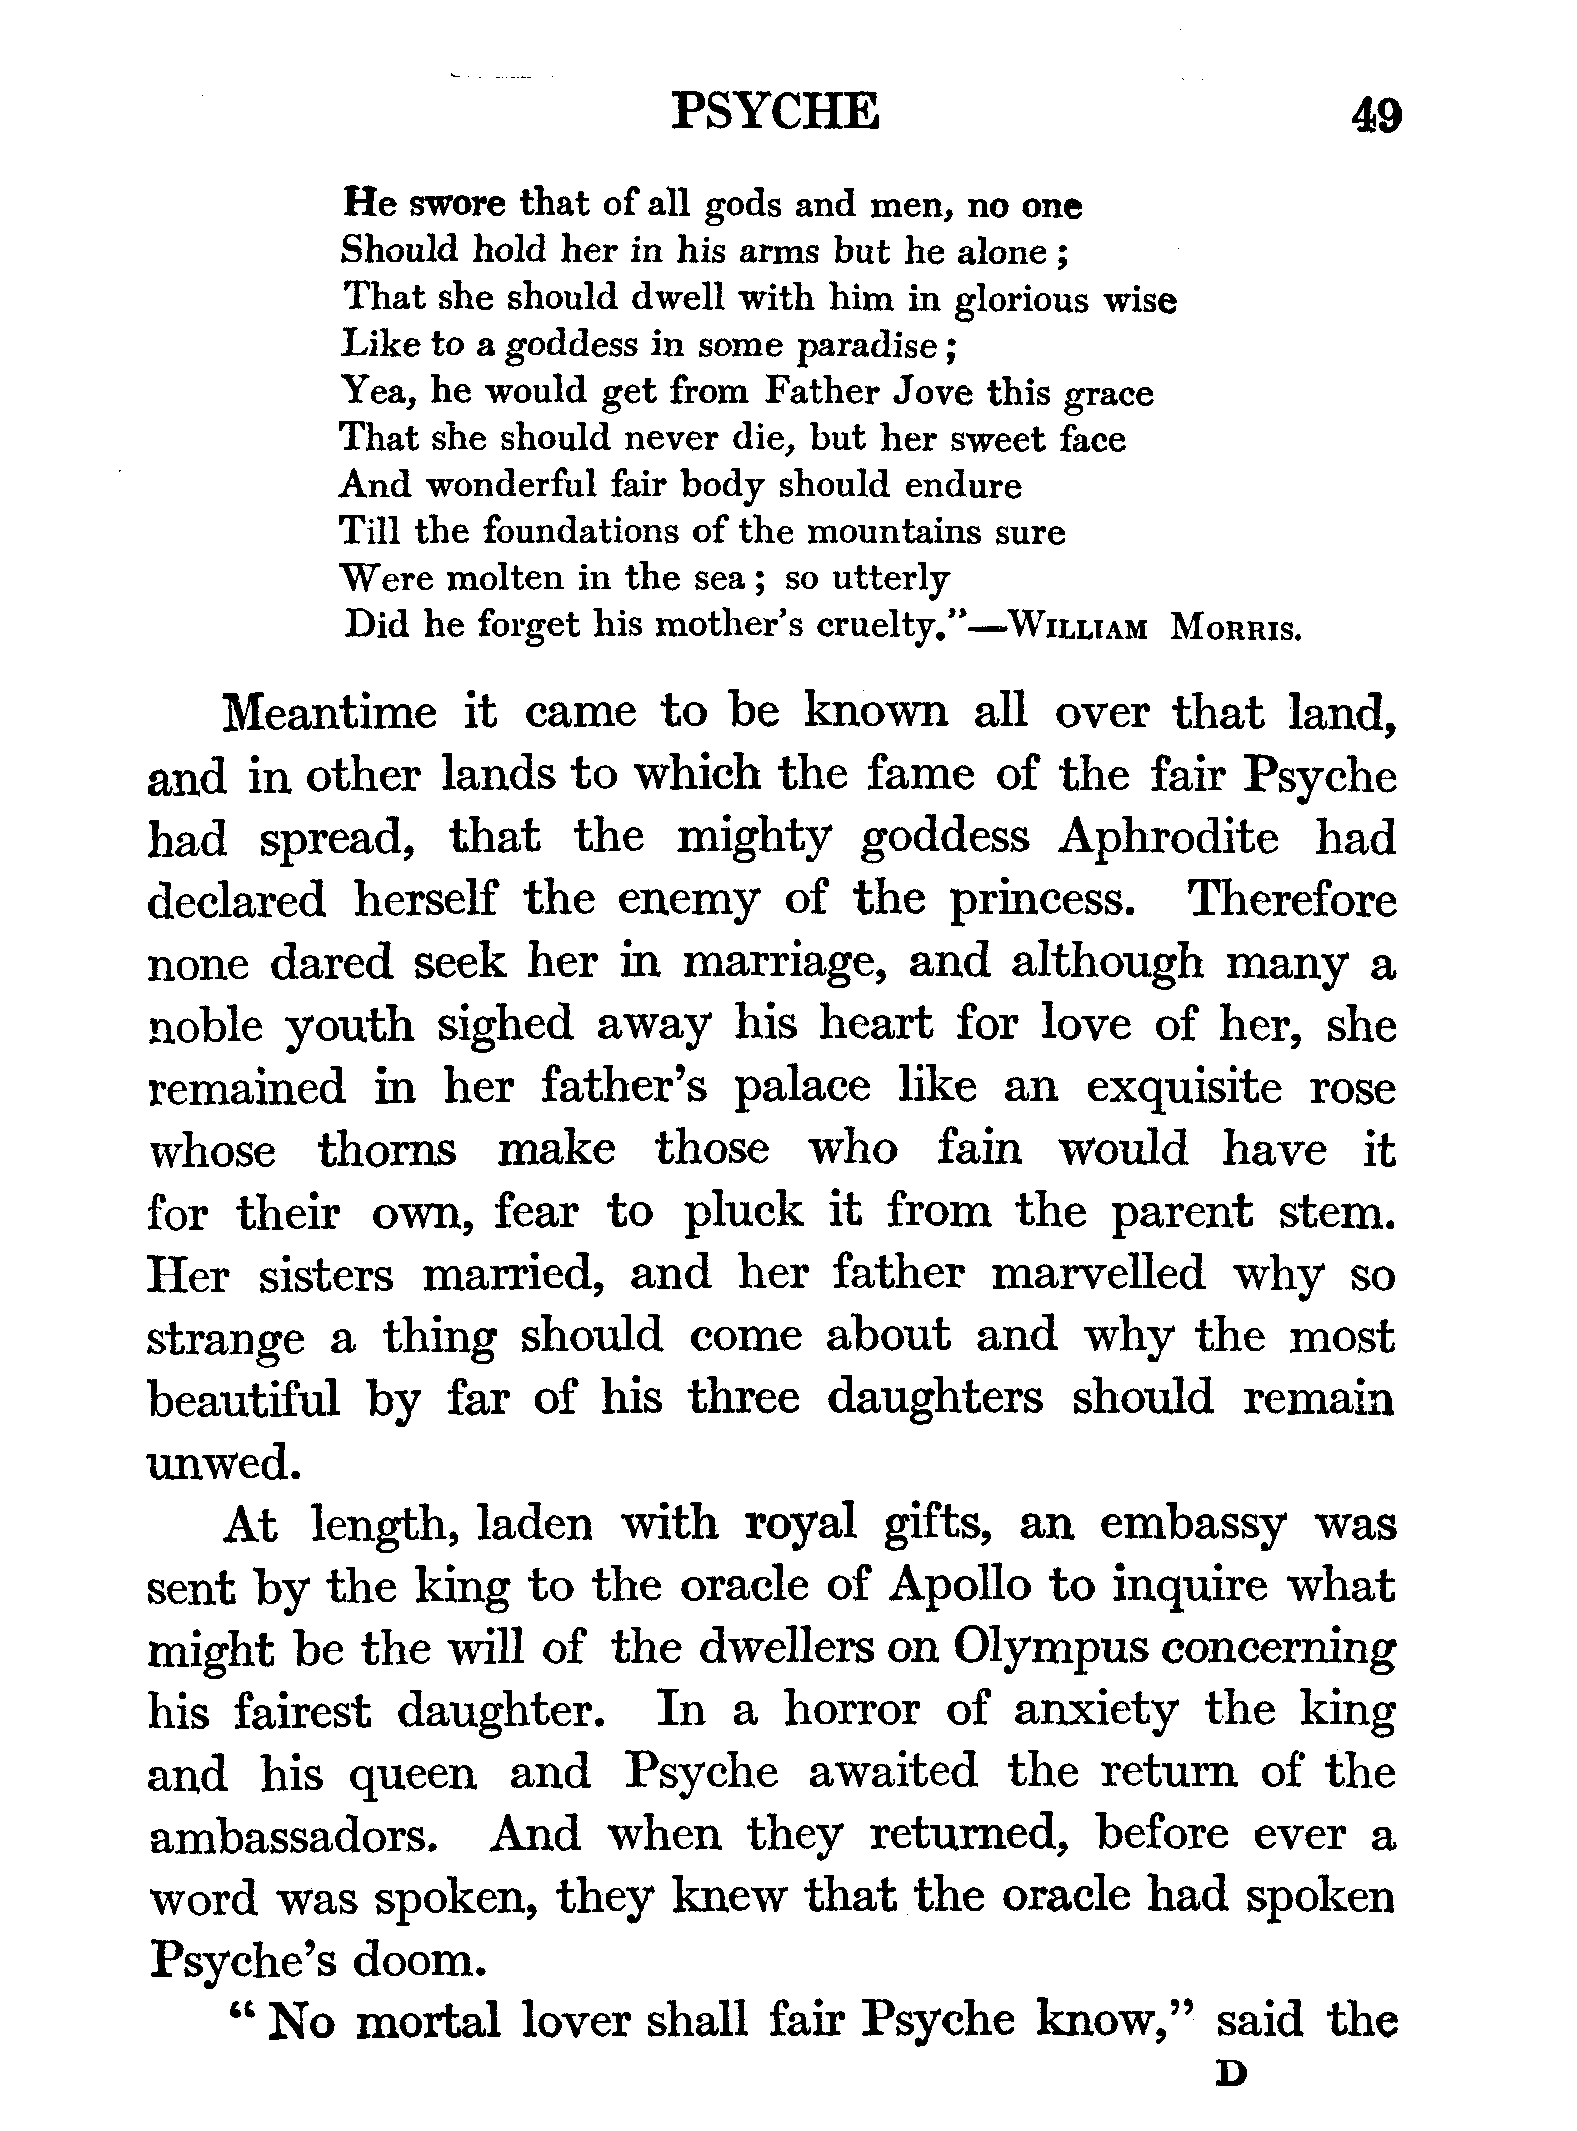 PSYCHE 49
He swore that of all gods and men, no one
Should hold her in his arms but he alone ;
That she should dwell with him in glorious wise
Like to a goddess in some paradise ;
Yea, he would get from Father Jove this grace
That she should never die, but her sweet face
And wonderful fair body should endure
Till the foundations of the mountains sure
Were molten in the sea ; so utterly
Did he forget his mother's cruelty."—WILLIAM MORRIS.
Meantime it came to be known all over that land,
and in other lands to which the fame of the fair Psyche
had spread, that the mighty goddess Aphrodite had
declared herself the enemy of the princess. Therefore
none dared seek her in marriage, and although many a
noble youth sighed away his heart for love of her, she
remained in her father's palace like an exquisite rose
whose thorns make those who fain would have it
for their own, fear to pluck it from the parent stem.
Her sisters married, and her father marvelled why so
strange a thing should come about and why the most
beautiful by far of his three daughters should remain
unwed.
At length, laden with royal gifts, an embassy was
sent by the king to the oracle of Apollo to inquire what
might be the will of the dwellers on Olympus concerning
his fairest daughter. In a horror of anxiety the king
and his queen and Psyche awaited the return of the
ambassadors. And when they returned, before ever a
word was spoken, they knew that the oracle had spoken
Psyche's doom.
“ No mortal lover shall fair Psyche know,” said the
D